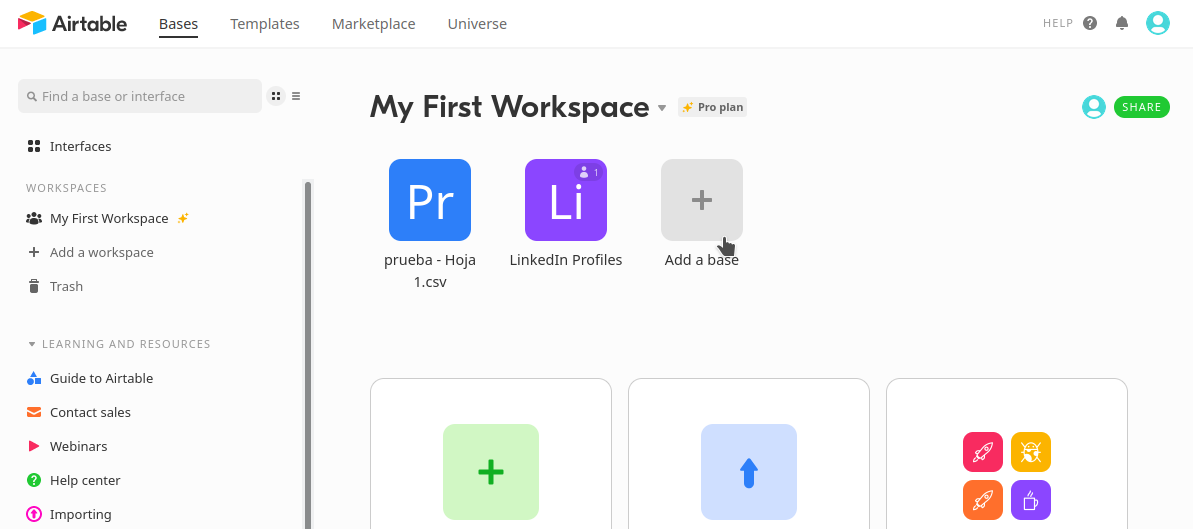 Airtable
Bases
Templates
Marketplace
Universe
HELP
Find a base or interface
Interfaces
WORKSPACES
My First Workspace
Add a workspace
Trash
LEARNING AND RESOURCES
Guide to Airtable
Contact sales
Webinars
Help center
Importing
My First Workspace
Pro plan
SHARE
Pr
Li
1
prueba - Hoja
1.csv
LinkedIn Profiles
Add a base